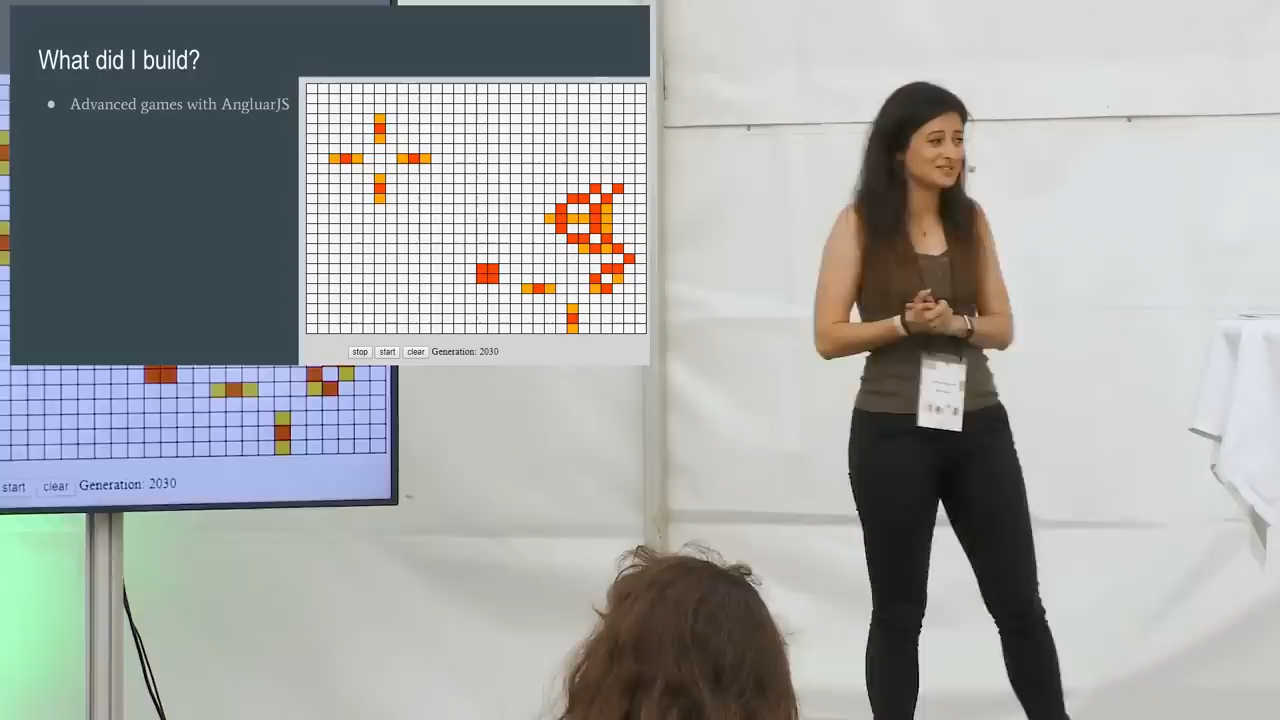 What did I build?
● Advanced games with AngluarJS
stop start clear Generation: 2030
start clear Generation: 2030